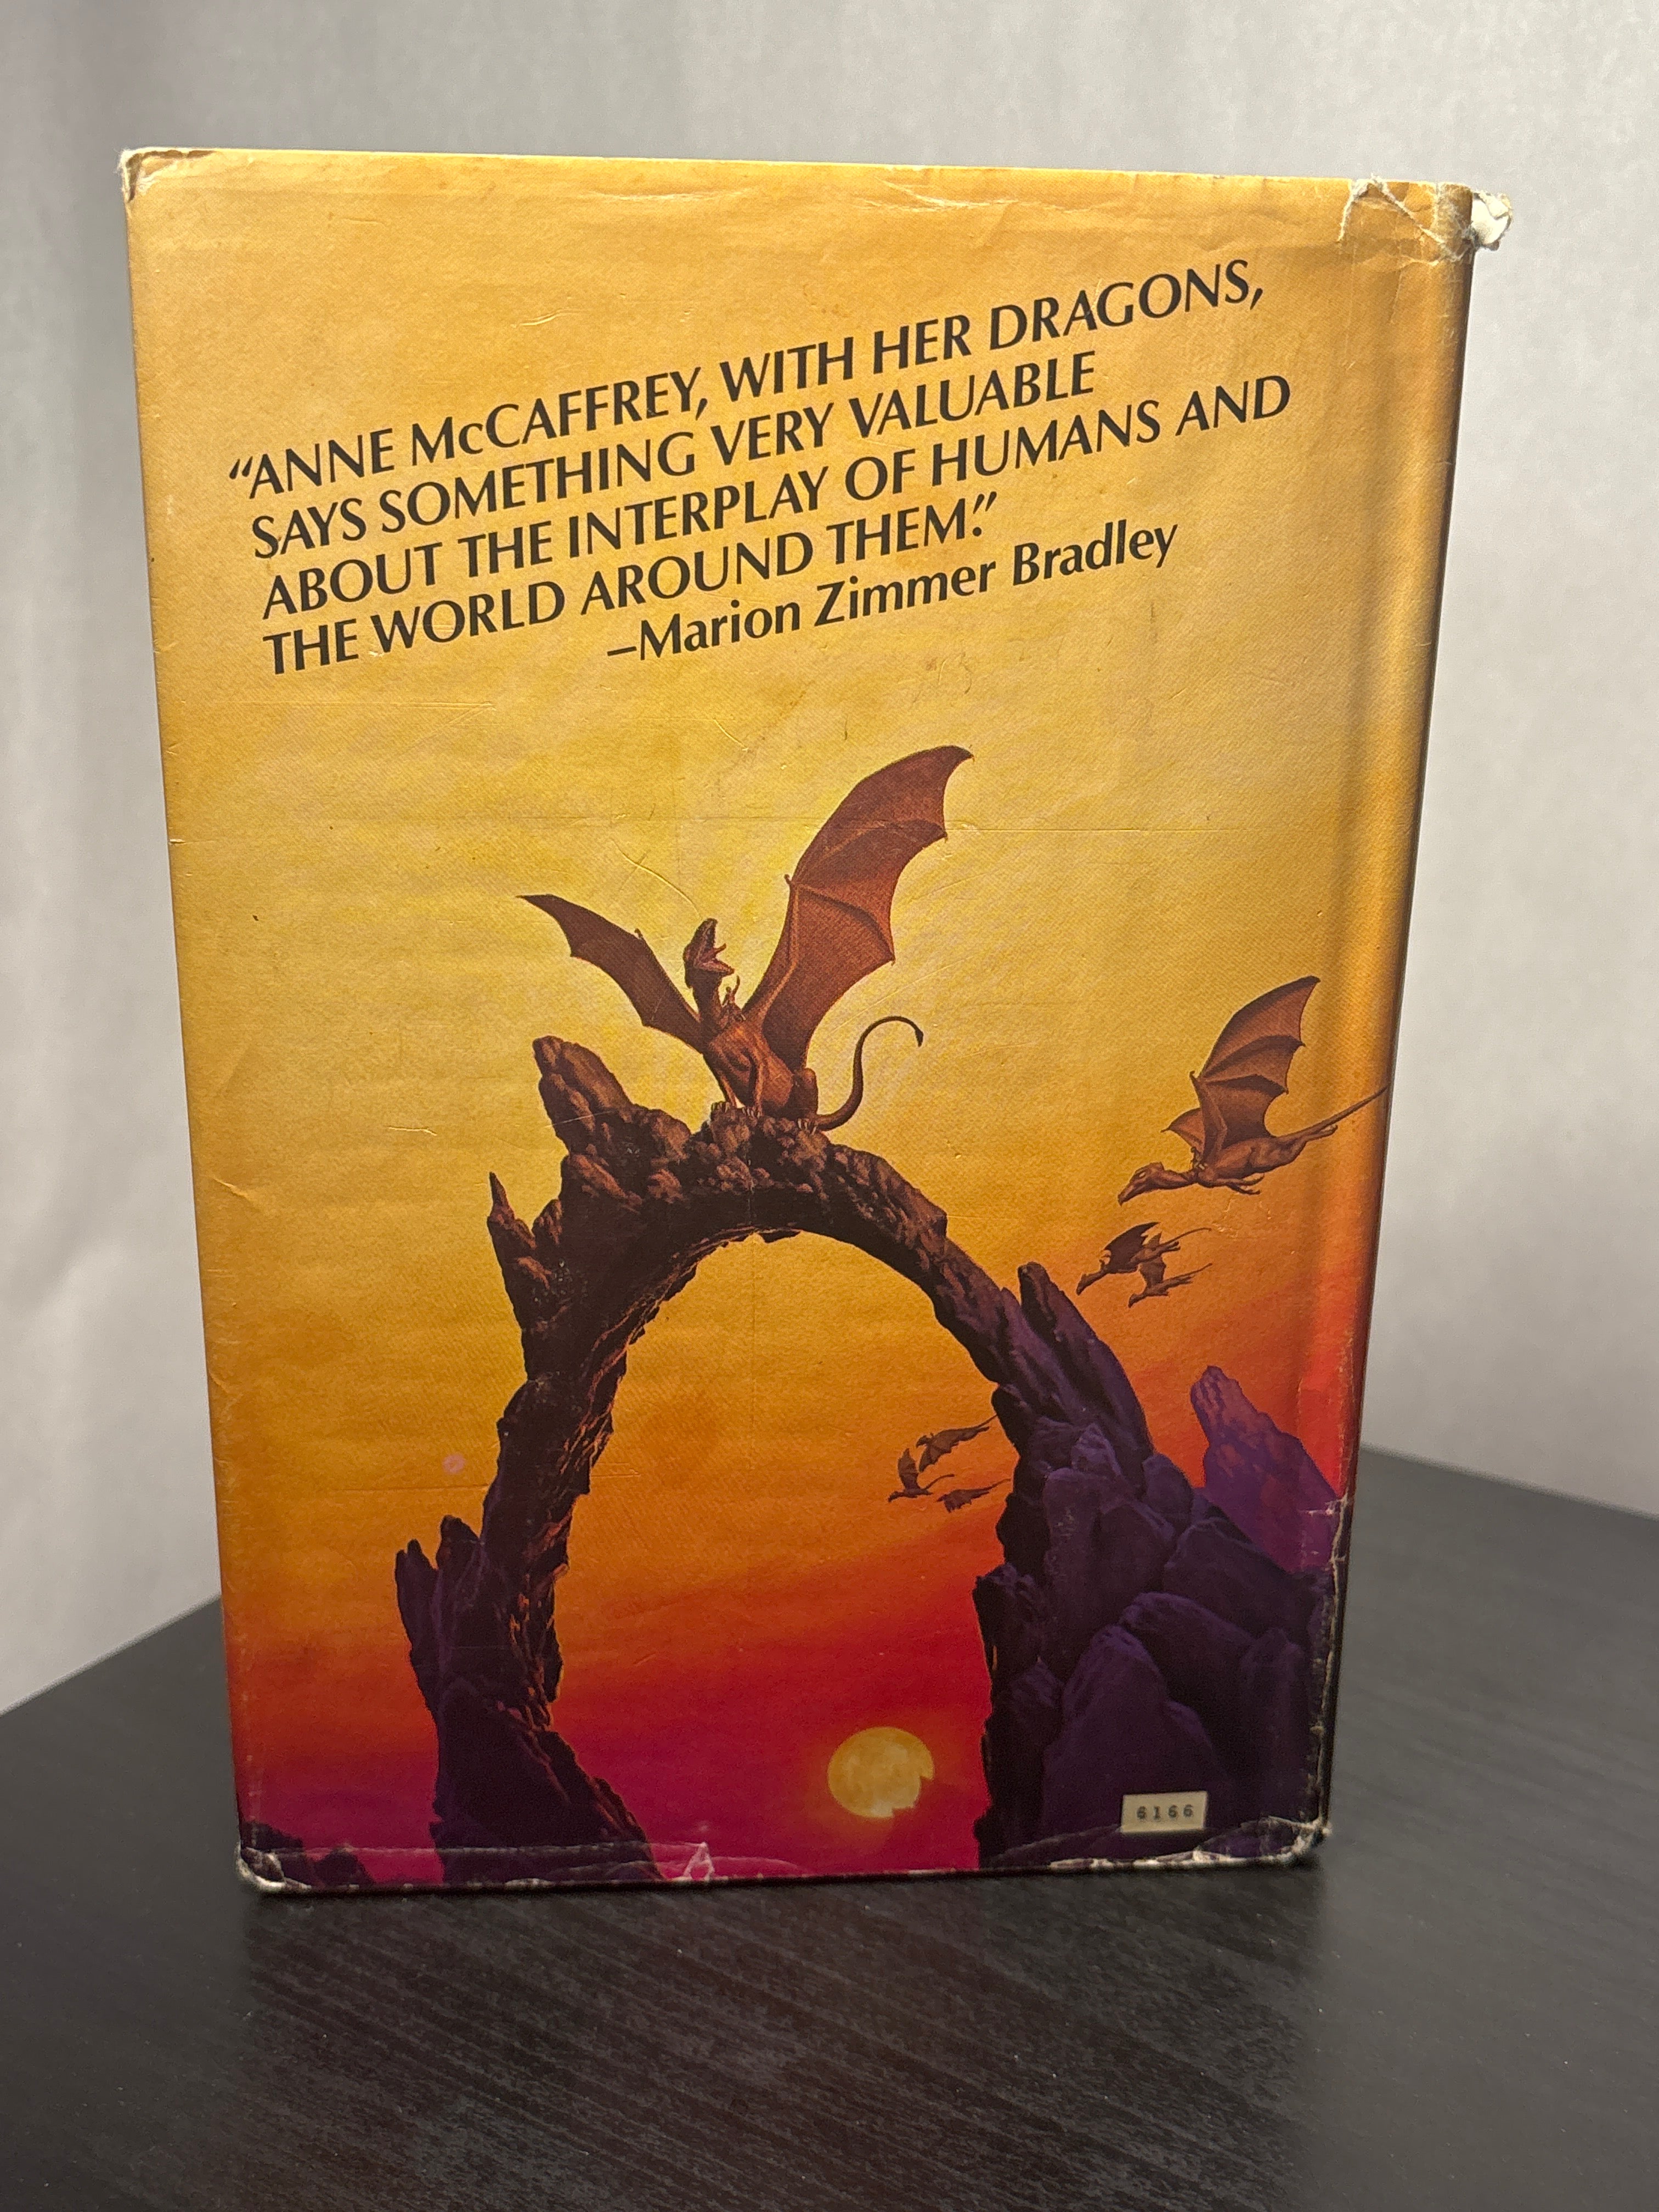 “ANNE McCAFFREY, WITH HER DRAGONS,
SAYS SOMETHING VERY VALUABLE
ABOUT THE INTERPLAY OF HUMANS AND
THE WORLD AROUND THEM.”
–Marion Zimmer Bradley
6166